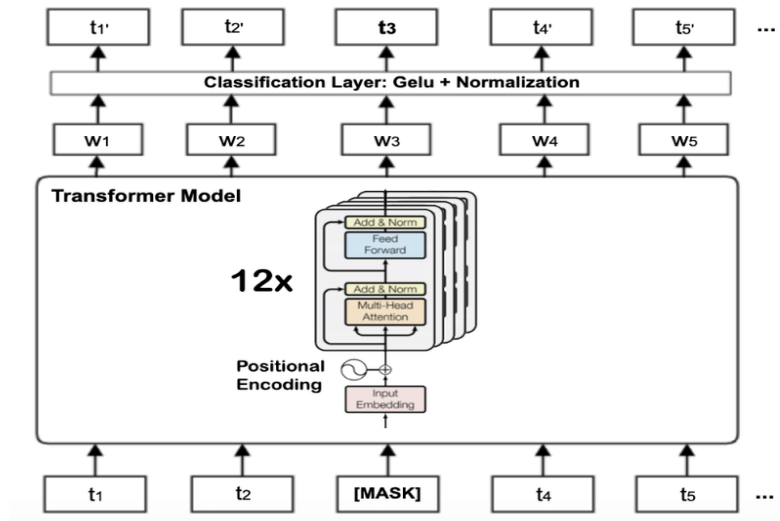 t1' t2' t3 t4' t5' ...
Classification Layer: Gelu + Normalization
w1 w2 w3 w4 w5
Transformer Model
Add & Norm
Feed
Forward
12x
Add & Norm
Multi-Head
Attention
Positional
Encoding
Input
Embedding
t1 t2 [MASK] t4 t5 ...